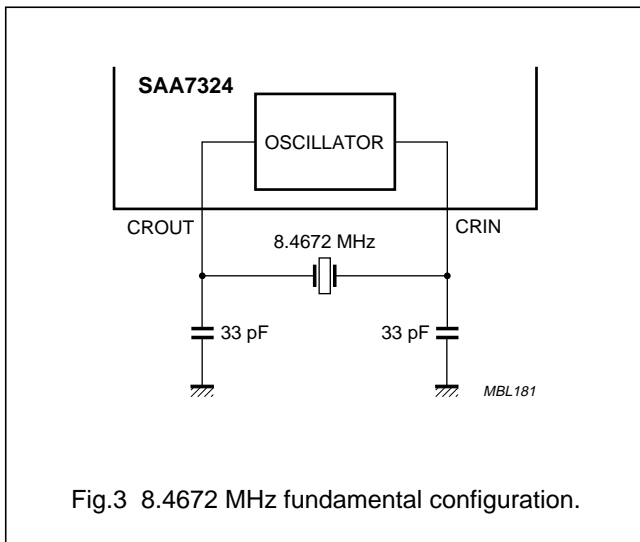 SAA7324
OSCILLATOR
CROUT
CRIN
8.4672 MHz
33 pF
33 pF
MBL181
Fig.3 8.4672 MHz fundamental configuration.